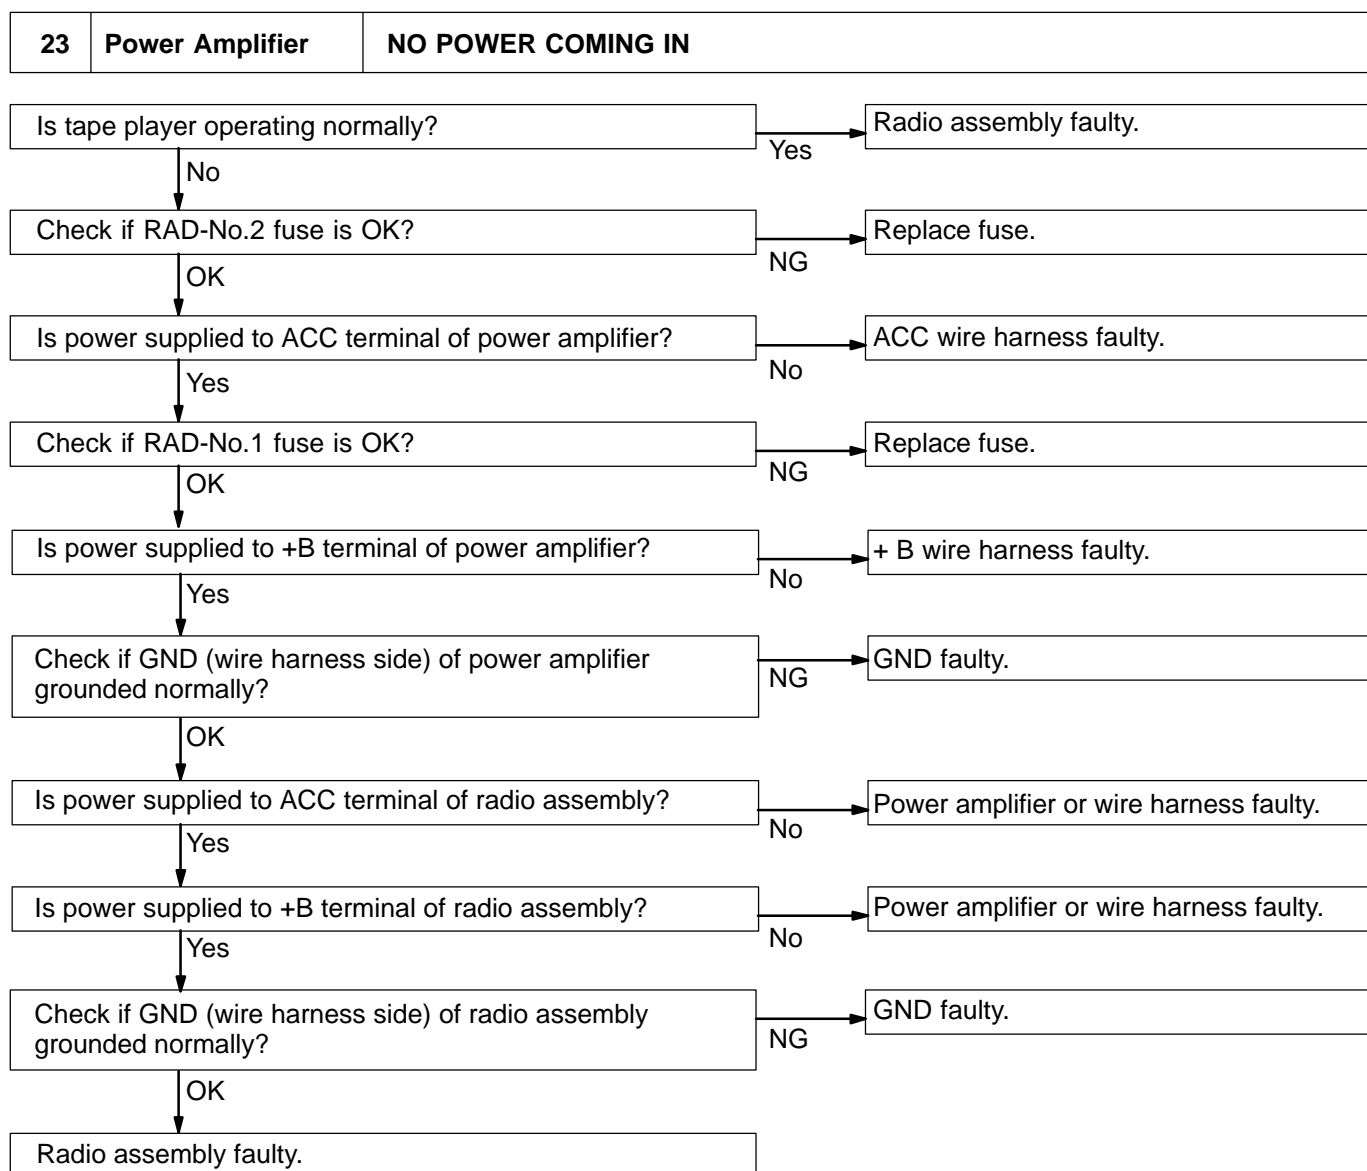 23 Power Amplifier NO POWER COMING IN
Is tape player operating normally?
Yes
Radio assembly faulty.
No
Check if RAD-No.2 fuse is OK?
NG
Replace fuse.
OK
Is power supplied to ACC terminal of power amplifier?
No
ACC wire harness faulty.
Yes
Check if RAD-No.1 fuse is OK?
NG
Replace fuse.
OK
Is power supplied to +B terminal of power amplifier?
No
+ B wire harness faulty.
Yes
Check if GND (wire harness side) of power amplifier
grounded normally?
NG
GND faulty.
OK
Is power supplied to ACC terminal of radio assembly?
No
Power amplifier or wire harness faulty.
Yes
Is power supplied to +B terminal of radio assembly?
No
Power amplifier or wire harness faulty.
Yes
Check if GND (wire harness side) of radio assembly
grounded normally?
NG
GND faulty.
OK
Radio assembly faulty.